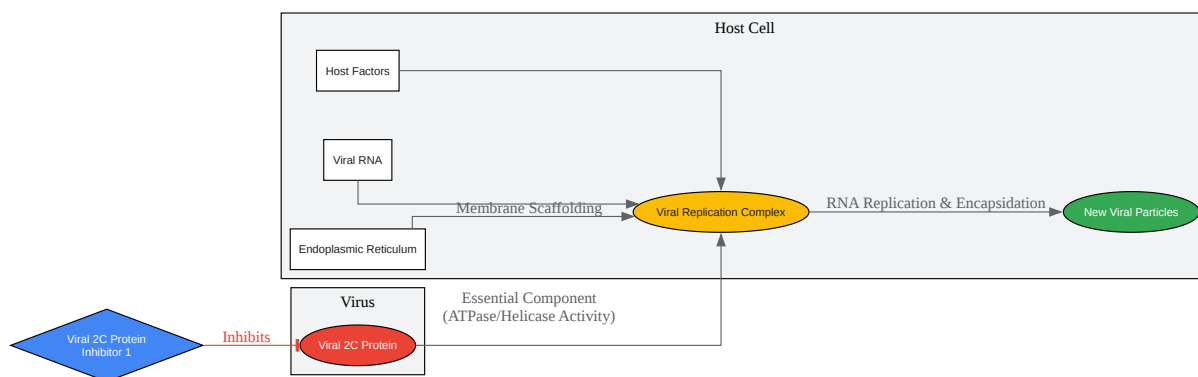 Host Cell
Host Factors
Viral RNA
Membrane Scaffolding
Viral Replication Complex
RNA Replication & Encapsidation
New Viral Particles
Endoplasmic Reticulum
Virus
Essential Component
(ATPase/Helicase Activity)
Viral 2C Protein
Inhibitor 1
Inhibits
Viral 2C Protein